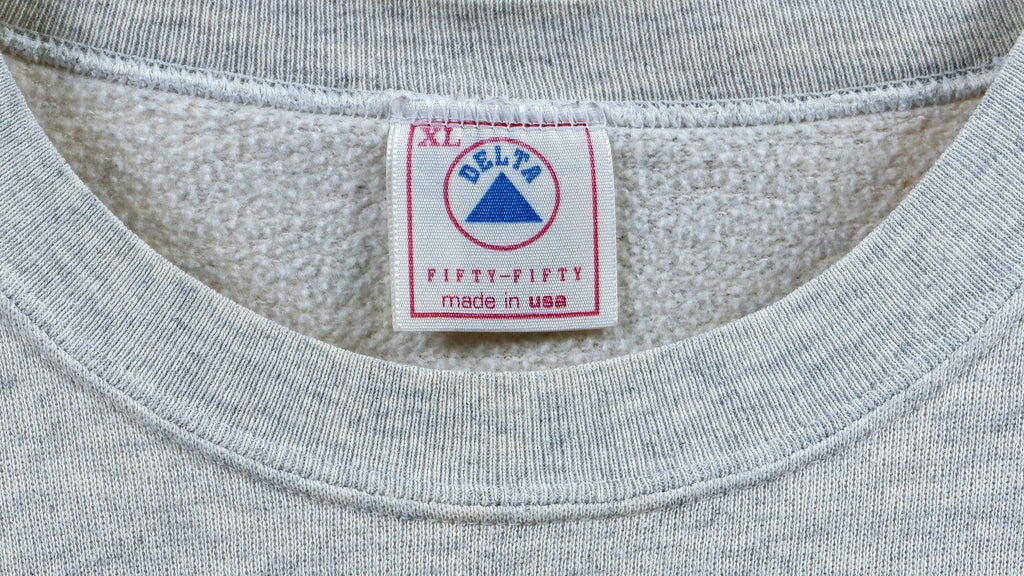 XL
DELTA
FIFTY-FIFTY
made in usa